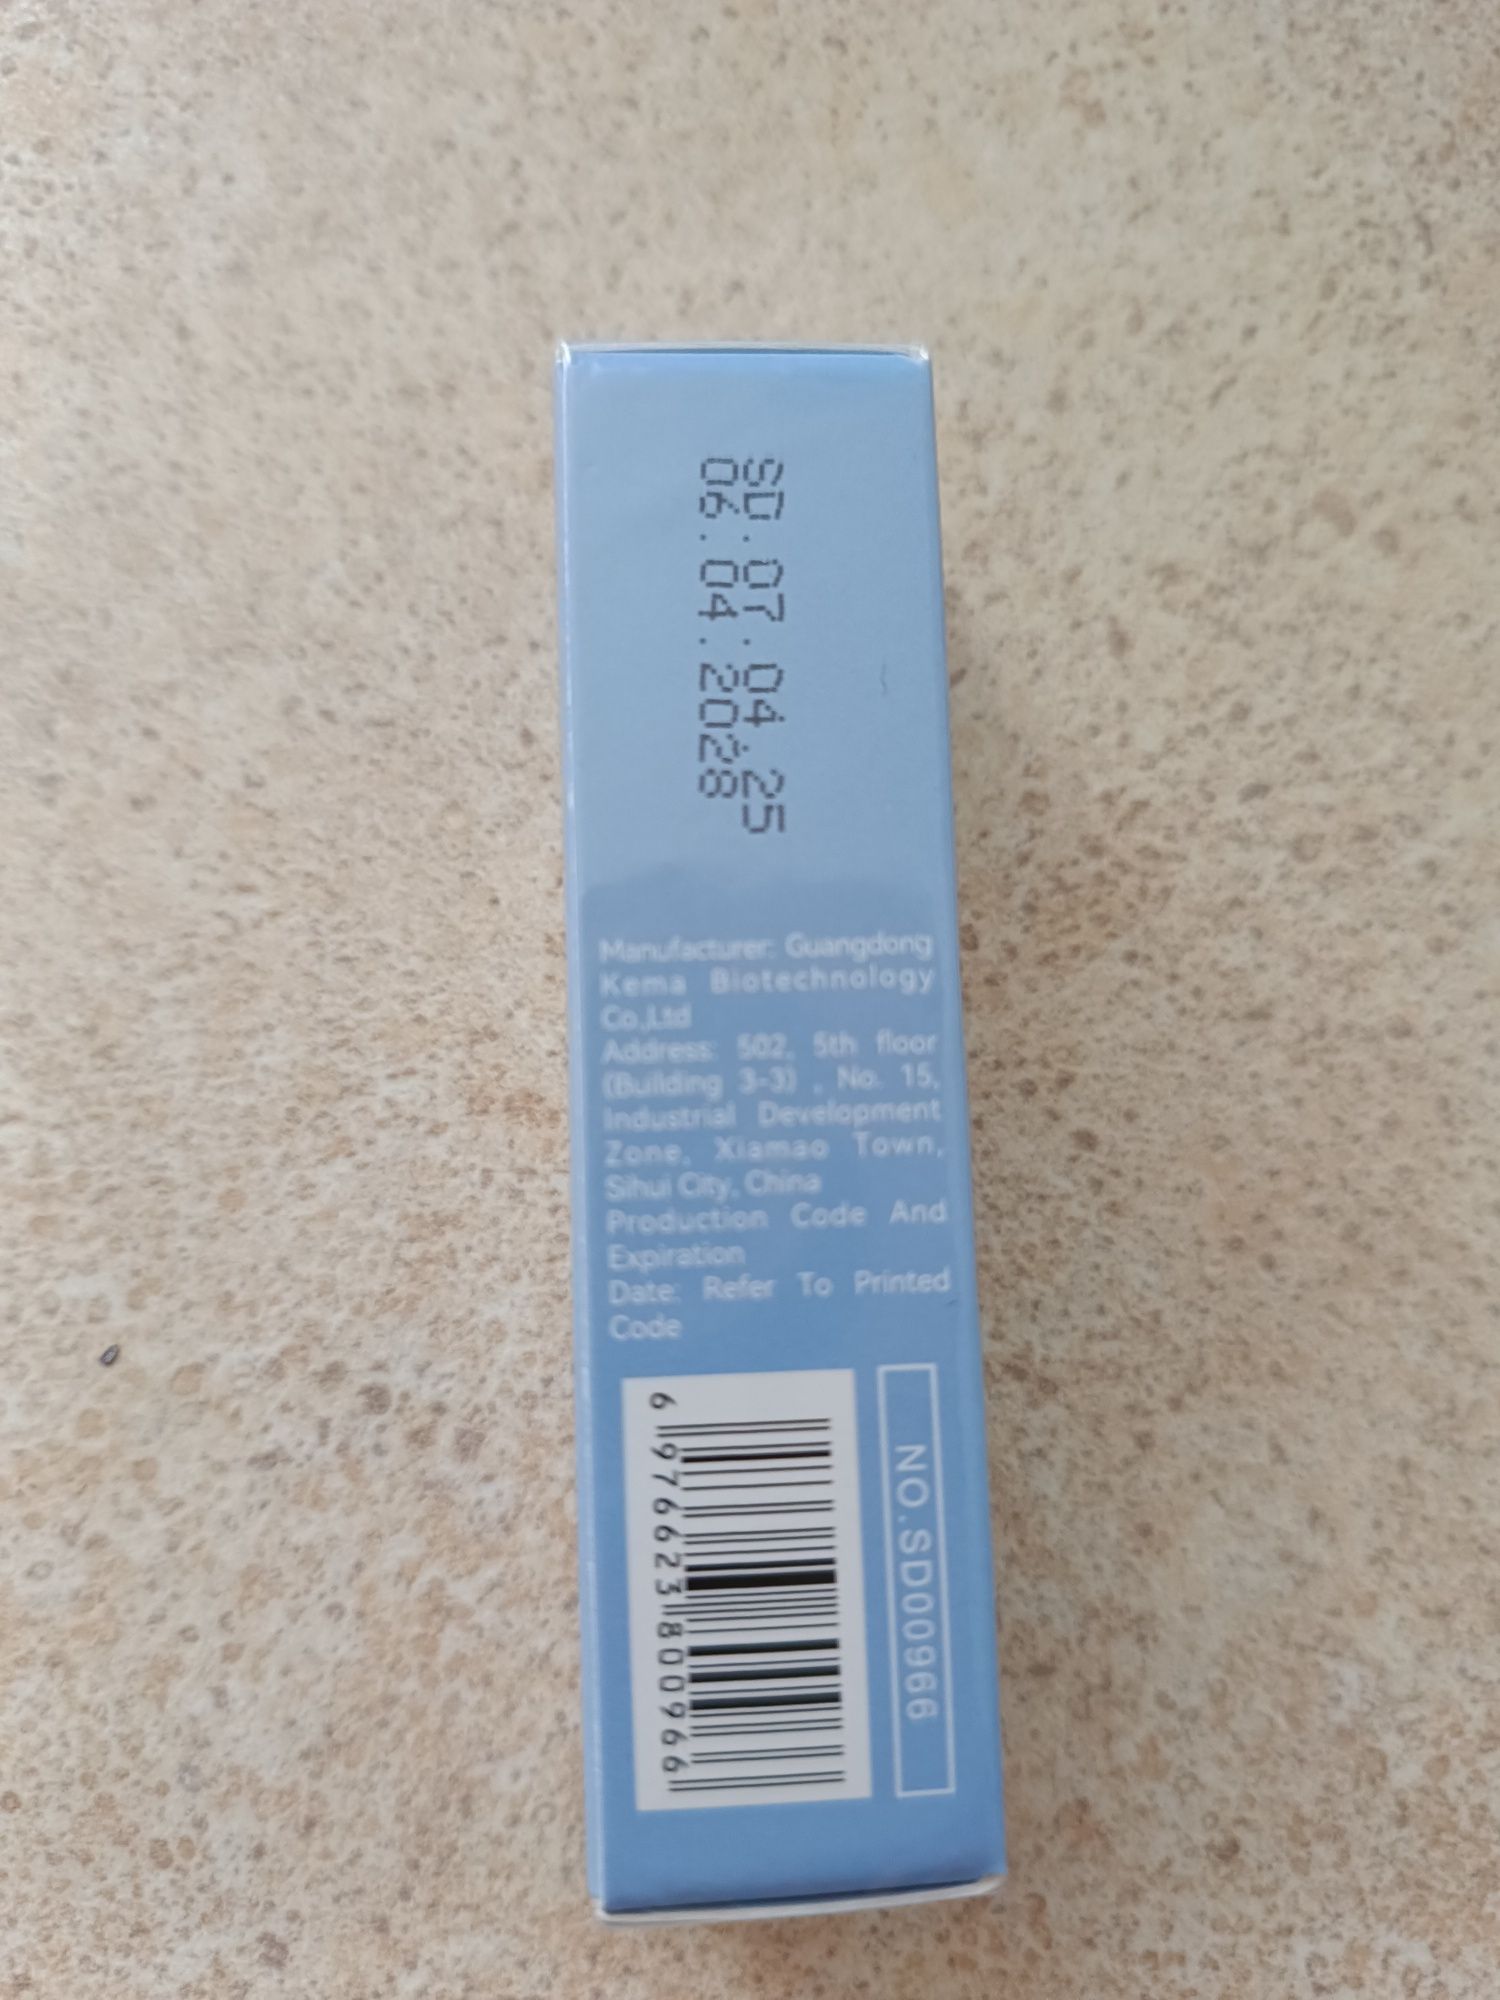 SD.07.04.25
06.04.2028
Manufacturer: Guangdong
Kema Biotechnology
Co.,Ltd
Address: 502, 5th floor
(Building 3-3) , No. 15,
Industrial Development
Zone, Xiamao Town,
Sihui City, China
Production Code And
Expiration
Date: Refer To Printed
Code
NO.SD00966
6 976623 800966